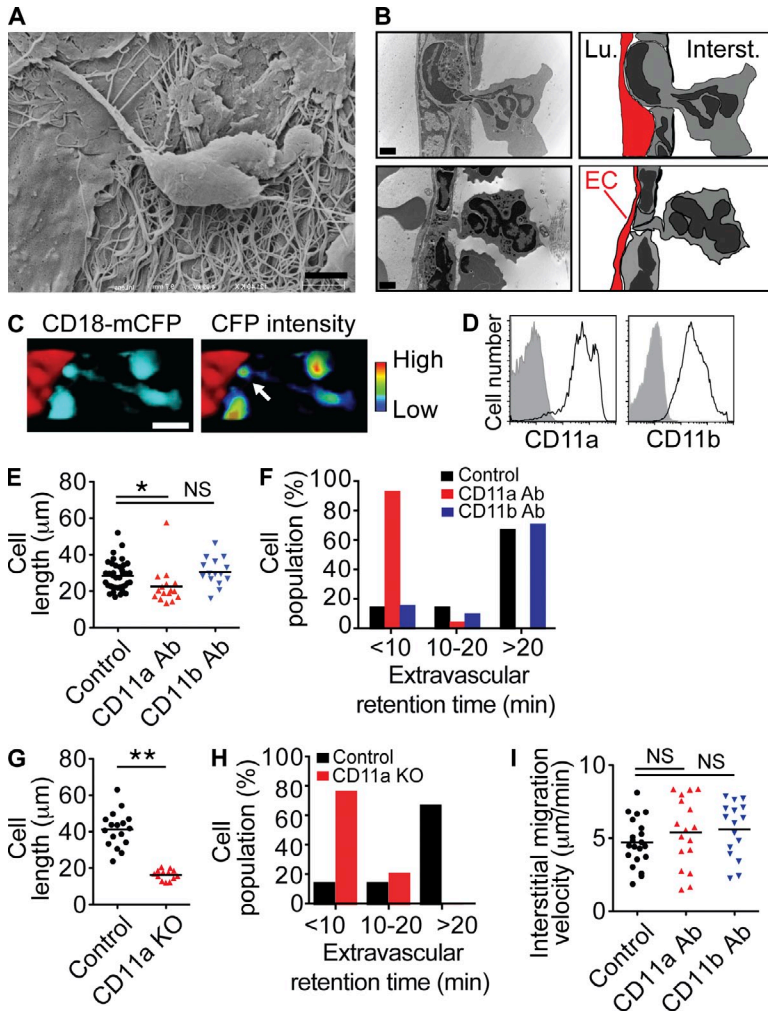 A
B
Lu. Interst.
EC
C
CD18-mCFP CFP intensity
High
Low
D
Cell number
CD11a CD11b
E
Cell
length (μm)
80
60
40
20
0
* NS
Control
CD11a Ab
CD11b Ab
F
Cell
population (%)
100
80
60
40
20
0
Control
CD11a Ab
CD11b Ab
<10 10-20 >20
Extravascular
retention time (min)
G
Cell
length (μm)
80
60
40
20
0
**
Control
CD11a KO
H
Cell
population (%)
100
80
60
40
20
0
Control
CD11a KO
<10 10-20 >20
Extravascular
retention time (min)
I
Interstitial migration
velocity (μm/min)
10
5
0
NS NS
Control
CD11a Ab
CD11b Ab